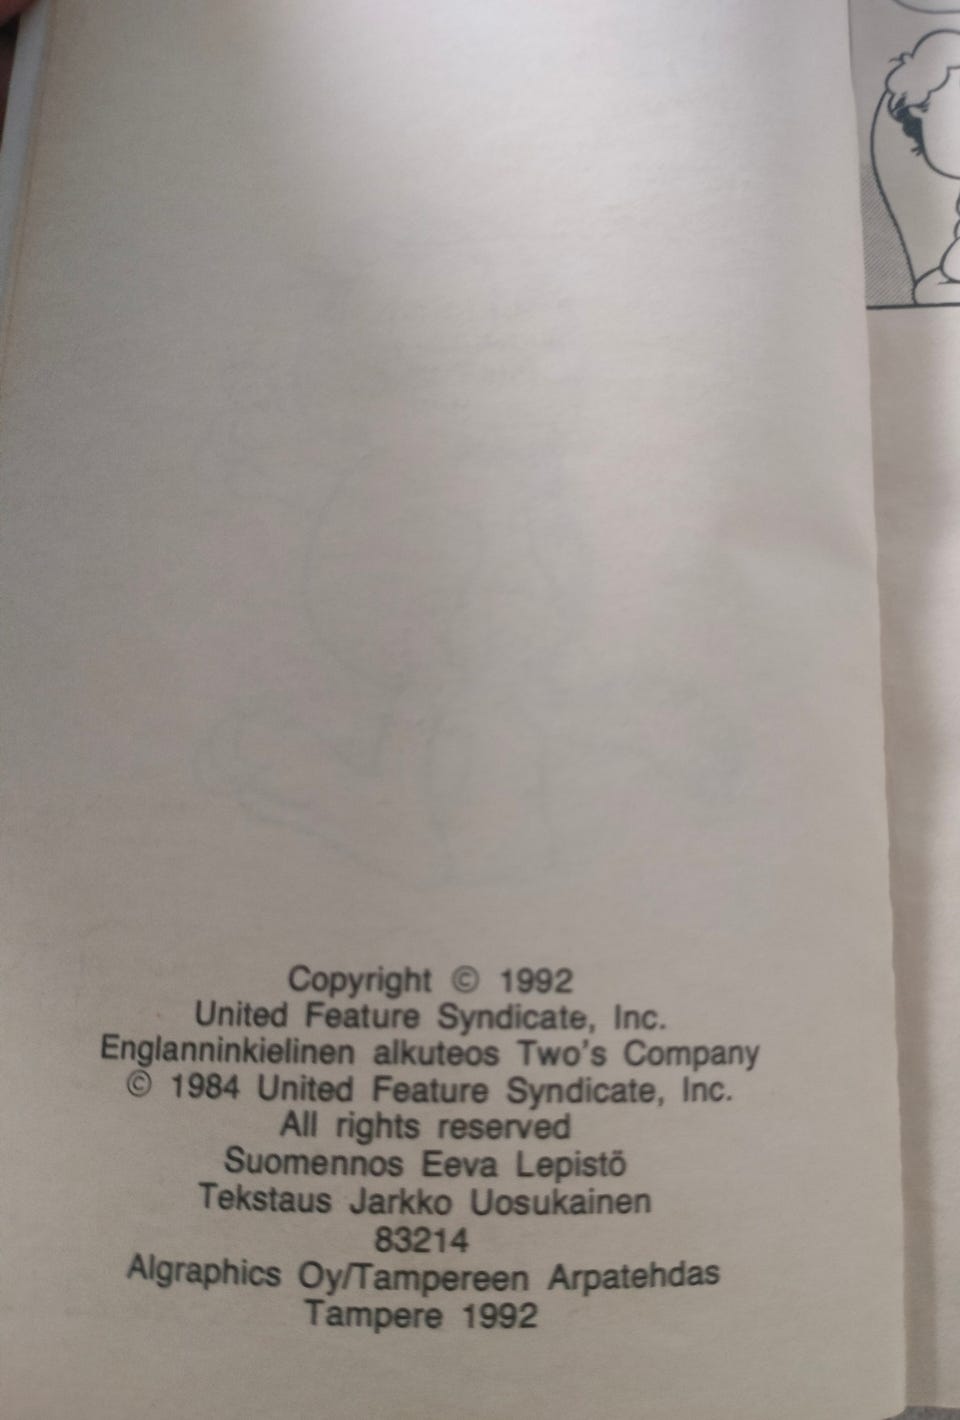 Copyright © 1992
United Feature Syndicate, Inc.
Englanninkielinen alkuteos Two's Company
© 1984 United Feature Syndicate, Inc.
All rights reserved
Suomennos Eeva Lepistö
Tekstaus Jarkko Uosukainen
83214
Algraphics Oy/Tampereen Arpatehdas
Tampere 1992